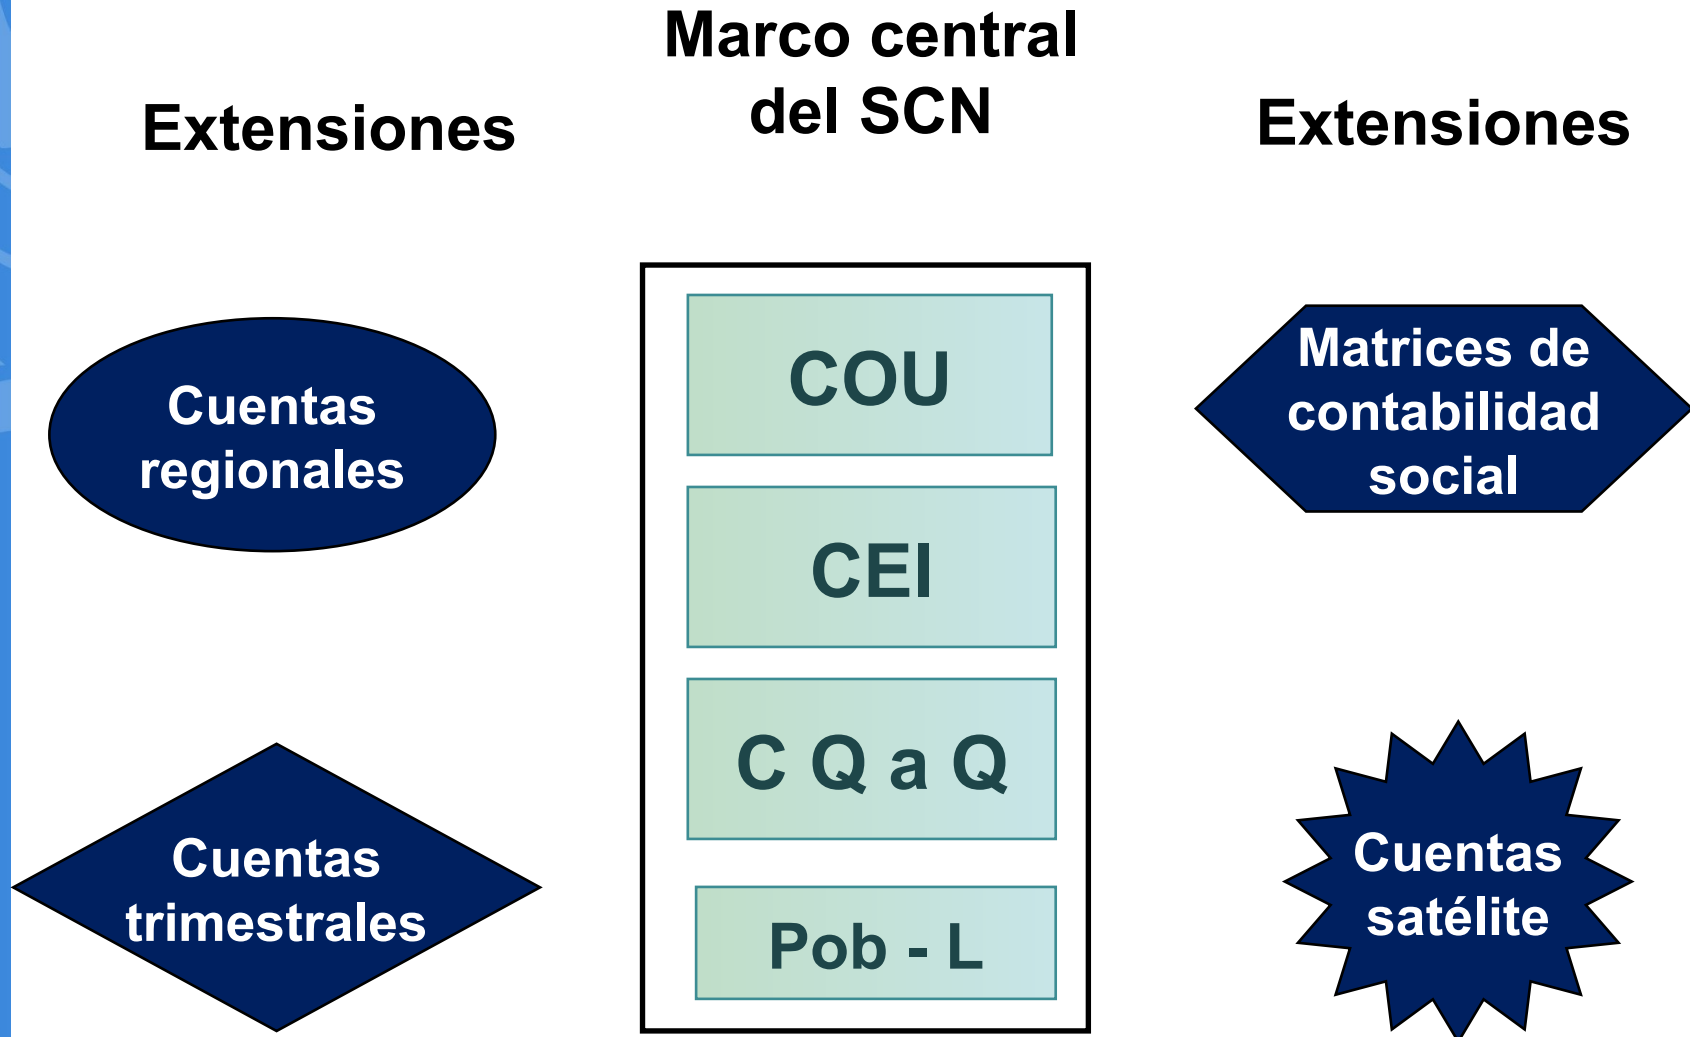 Marco central
del SCN
Extensiones
Extensiones
COU
CEI
C Q a Q
Pob - L
Cuentas
regionales
Cuentas
trimestrales
Matrices de
contabilidad
social
Cuentas
satélite